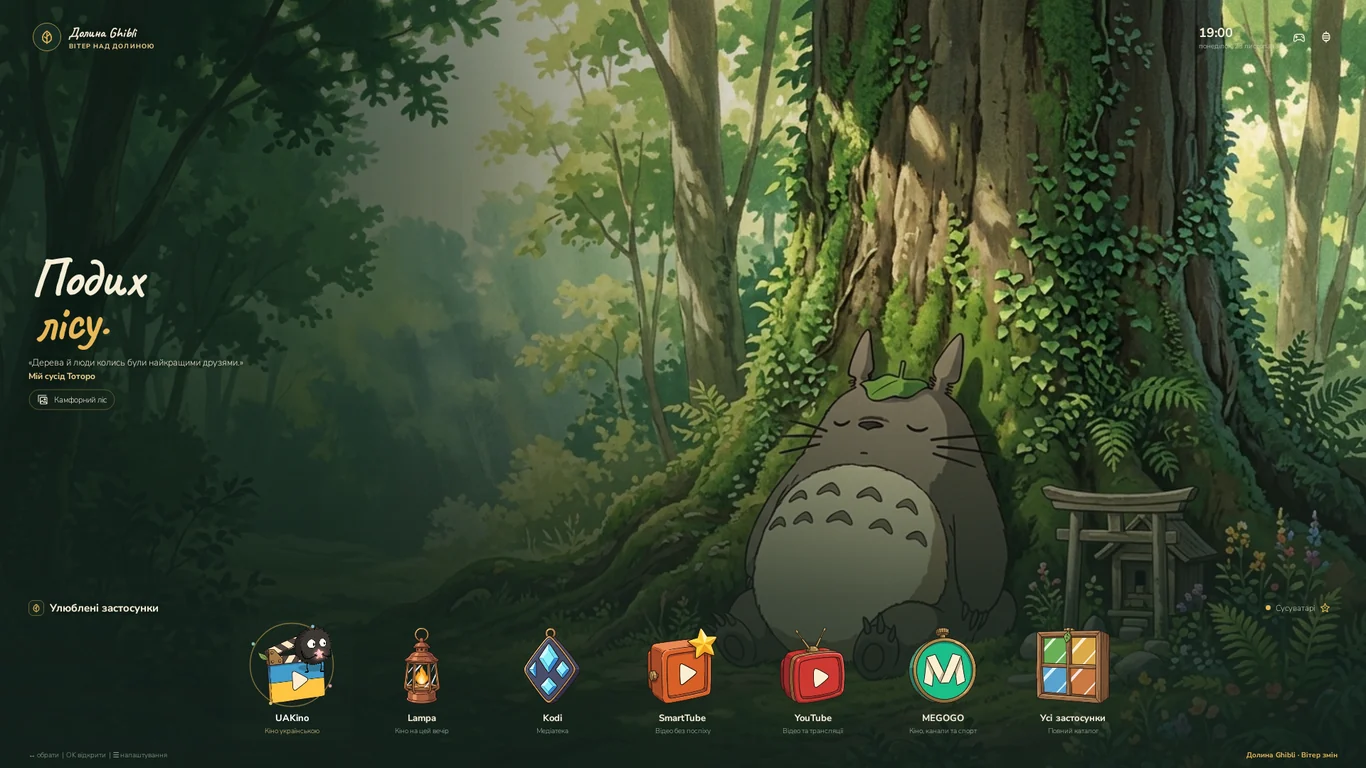 Долина Ghibli
ВІТЕР НАД ДОЛИНОЮ
19:00
Подих
лісу.
«Дерева й люди колись були найкращими друзями.»
Мій сусід Тоторо
Камфорний ліс
Улюблені застосунки
Сусуватарі
UAKino
Кіно українською
Lampa
Кіно на цей вечір
Kodi
Медіатека
SmartTube
Відео без поспіху
YouTube
Відео та трансляції
MEGOGO
Кіно, канали та спорт
Усі застосунки
Повний каталог
↔ обрати | OK відкрити | ☰ налаштування
Долина Ghibli · Вітер змін